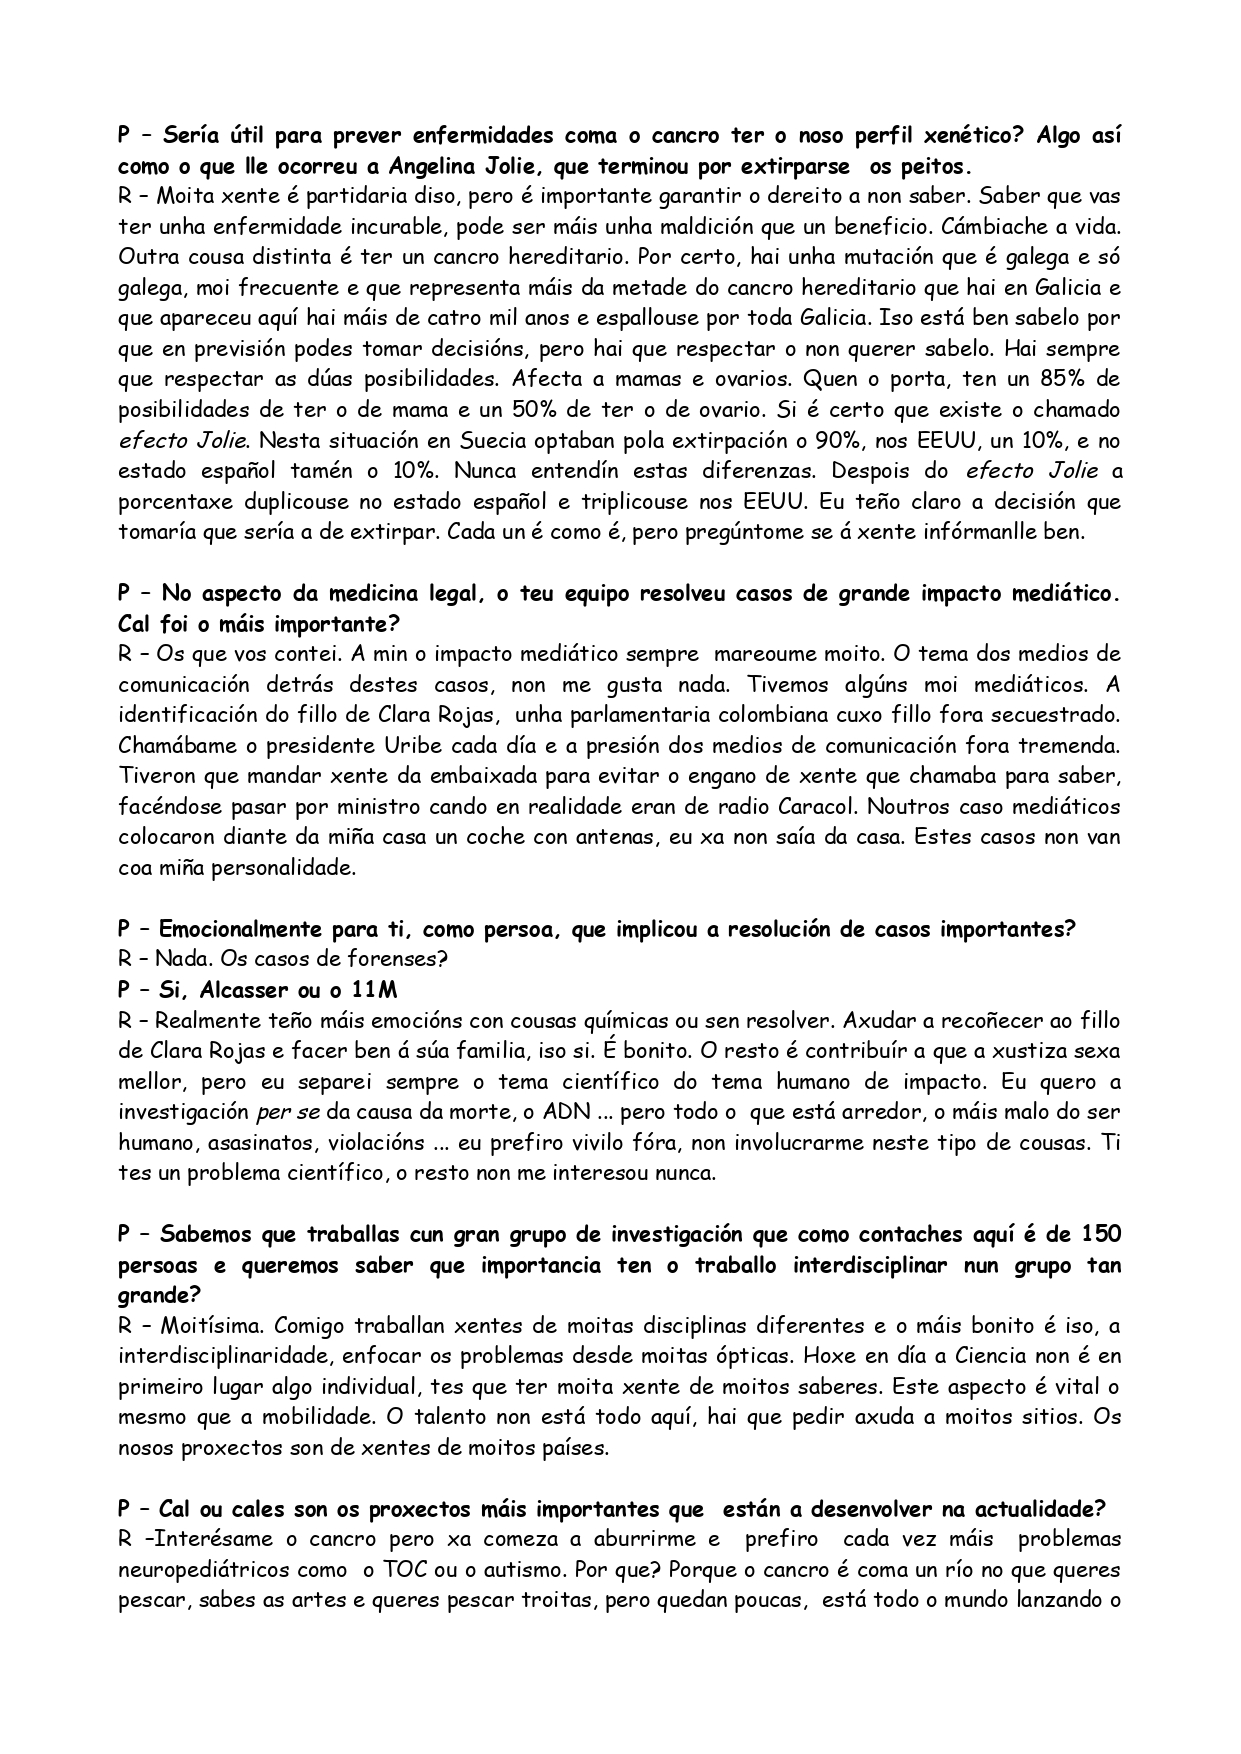 P – Sería útil para prever enfermidades coma o cancro ter o noso perfil xenético? Algo así
como o que lle ocorreu a Angelina Jolie, que terminou por extirparse os peitos.
R – Moita xente é partidaria diso, pero é importante garantir o dereito a non saber. Saber que vas
ter unha enfermidade incurable, pode ser máis unha maldición que un beneficio. Cámbiache a vida.
Outra cousa distinta é ter un cancro hereditario. Por certo, hai unha mutación que é galega e só
galega, moi frecuente e que representa máis da metade do cancro hereditario que hai en Galicia e
que apareceu aquí hai máis de catro mil anos e espallouse por toda Galicia. Iso está ben sabelo por
que en previsión podes tomar decisións, pero hai que respectar o non querer sabelo. Hai sempre
que respectar as dúas posibilidades. Afecta a mamas e ovarios. Quen o porta, ten un 85% de
posibilidades de ter o de mama e un 50% de ter o de ovario. Si é certo que existe o chamado
efecto Jolie. Nesta situación en Suecia optaban pola extirpación o 90%, nos EEUU, un 10%, e no
estado español tamén o 10%. Nunca entendín estas diferenzas. Despois do efecto Jolie a
porcentaxe duplicouse no estado español e triplicouse nos EEUU. Eu teño claro a decisión que
tomaría que sería a de extirpar. Cada un é como é, pero pregúntome se á xente infórmanlle ben.
P – No aspecto da medicina legal, o teu equipo resolveu casos de grande impacto mediático.
Cal foi o máis importante?
R – Os que vos contei. A min o impacto mediático sempre mareoume moito. O tema dos medios de
comunicación detrás destes casos, non me gusta nada. Tivemos algúns moi mediáticos. A
identificación do fillo de Clara Rojas, unha parlamentaria colombiana cuxo fillo fora secuestrado.
Chamábame o presidente Uribe cada día e a presión dos medios de comunicación fora tremenda.
Tiveron que mandar xente da embaixada para evitar o engano de xente que chamaba para saber,
facéndose pasar por ministro cando en realidade eran de radio Caracol. Noutros caso mediáticos
colocaron diante da miña casa un coche con antenas, eu xa non saía da casa. Estes casos non van
coa miña personalidade.
P – Emocionalmente para ti, como persoa, que implicou a resolución de casos importantes?
R – Nada. Os casos de forenses?
P – Si, Alcasser ou o 11M
R – Realmente teño máis emocións con cousas químicas ou sen resolver. Axudar a recoñecer ao fillo
de Clara Rojas e facer ben á súa familia, iso si. É bonito. O resto é contribuír a que a xustiza sexa
mellor, pero eu separei sempre o tema científico do tema humano de impacto. Eu quero a
investigación per se da causa da morte, o ADN ... pero todo o que está arredor, o máis malo do ser
humano, asasinatos, violacións ... eu prefiro vivilo fóra, non involucrarme neste tipo de cousas. Ti
tes un problema científico, o resto non me interesou nunca.
P – Sabemos que traballas cun gran grupo de investigación que como contaches aquí é de 150
persoas e queremos saber que importancia ten o traballo interdisciplinar nun grupo tan
grande?
R – Moitísima. Comigo traballan xentes de moitas disciplinas diferentes e o máis bonito é iso, a
interdisciplinaridade, enfocar os problemas desde moitas ópticas. Hoxe en día a Ciencia non é en
primeiro lugar algo individual, tes que ter moita xente de moitos saberes. Este aspecto é vital o
mesmo que a mobilidade. O talento non está todo aquí, hai que pedir axuda a moitos sitios. Os
nosos proxectos son de xentes de moitos países.
P – Cal ou cales son os proxectos máis importantes que están a desenvolver na actualidade?
R –Interésame o cancro pero xa comeza a aburrirme e prefiro cada vez máis problemas
neuropediátricos como o TOC ou o autismo. Por que? Porque o cancro é coma un río no que queres
pescar, sabes as artes e queres pescar troitas, pero quedan poucas, está todo o mundo lanzando o